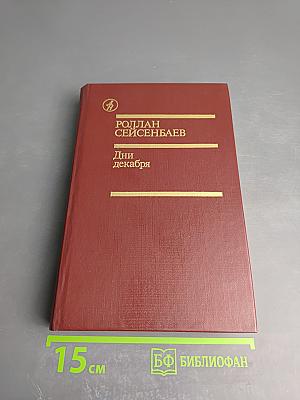 РОЛЛАН
СЕЙСЕНБАЕВ
Дни
декабря
15 см
БФ БИБЛИОФАН